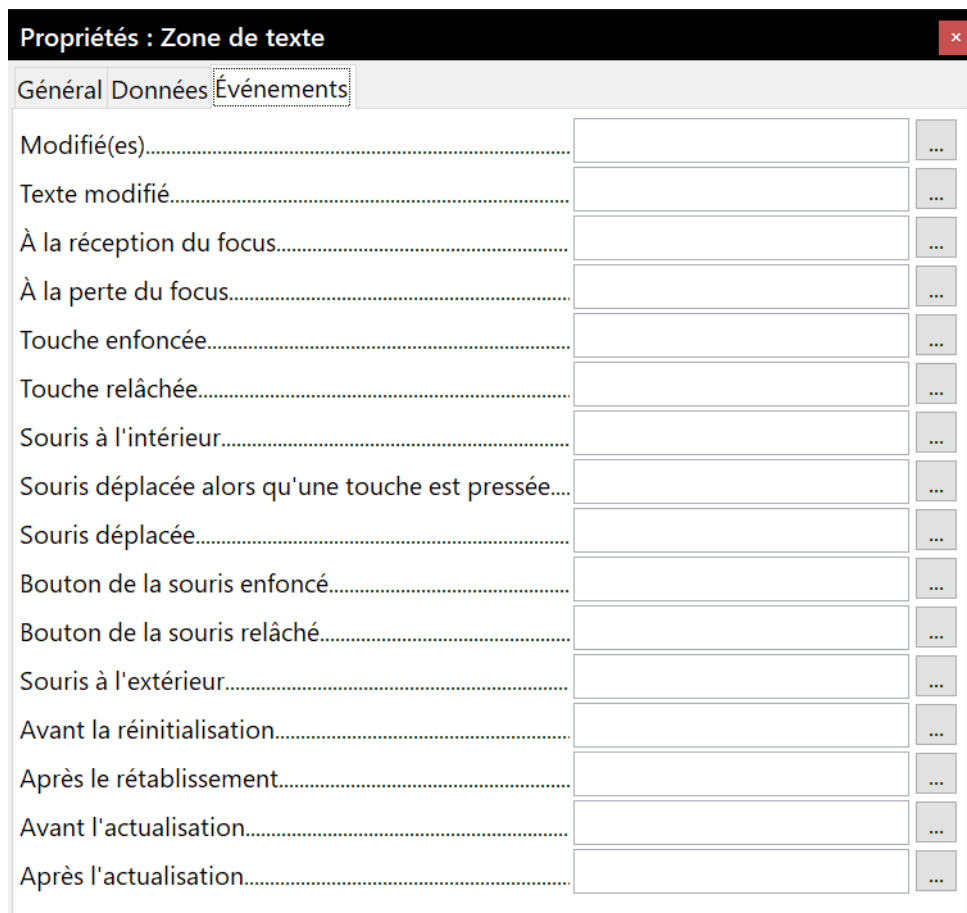 Propriétés : Zone de texte
×
Général Données Événements
Modifié(es)........................................................................... ...
Texte modifié....................................................................... ...
À la réception du focus.................................................... ...
À la perte du focus............................................................. ...
Touche enfoncée................................................................. ...
Touche relâchée................................................................... ...
Souris à l'intérieur............................................................... ...
Souris déplacée alors qu'une touche est pressée.... ...
Souris déplacée.................................................................... ...
Bouton de la souris enfoncé........................................... ...
Bouton de la souris relâché............................................. ...
Souris à l'extérieur.............................................................. ...
Avant la réinitialisation..................................................... ...
Après le rétablissement.................................................... ...
Avant l'actualisation........................................................... ...
Après l'actualisation........................................................... ...